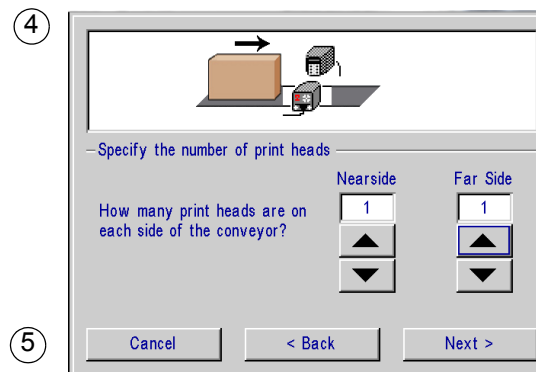 4
Specify the number of print heads
Nearside Far Side
1 1
How many print heads are on
each side of the conveyor?
5
Cancel < Back Next >